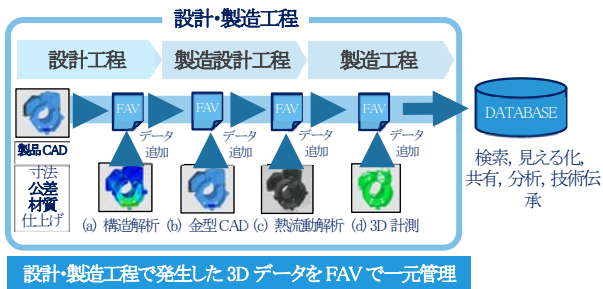 設計・製造工程
設計工程
製造設計工程
製造工程
FAV
FAV
FAV
FAV
DATABASE
データ
追加
データ
追加
データ
追加
データ
追加
製品CAD
寸法
公差
材質
仕上げ
(a) 構造解析
(b) 金型CAD
(c) 熱流動解析
(d) 3D 計測
検索, 見える化,
共有, 分析, 技術伝
承
設計・製造工程で発生した 3D データを FAV で一元管理